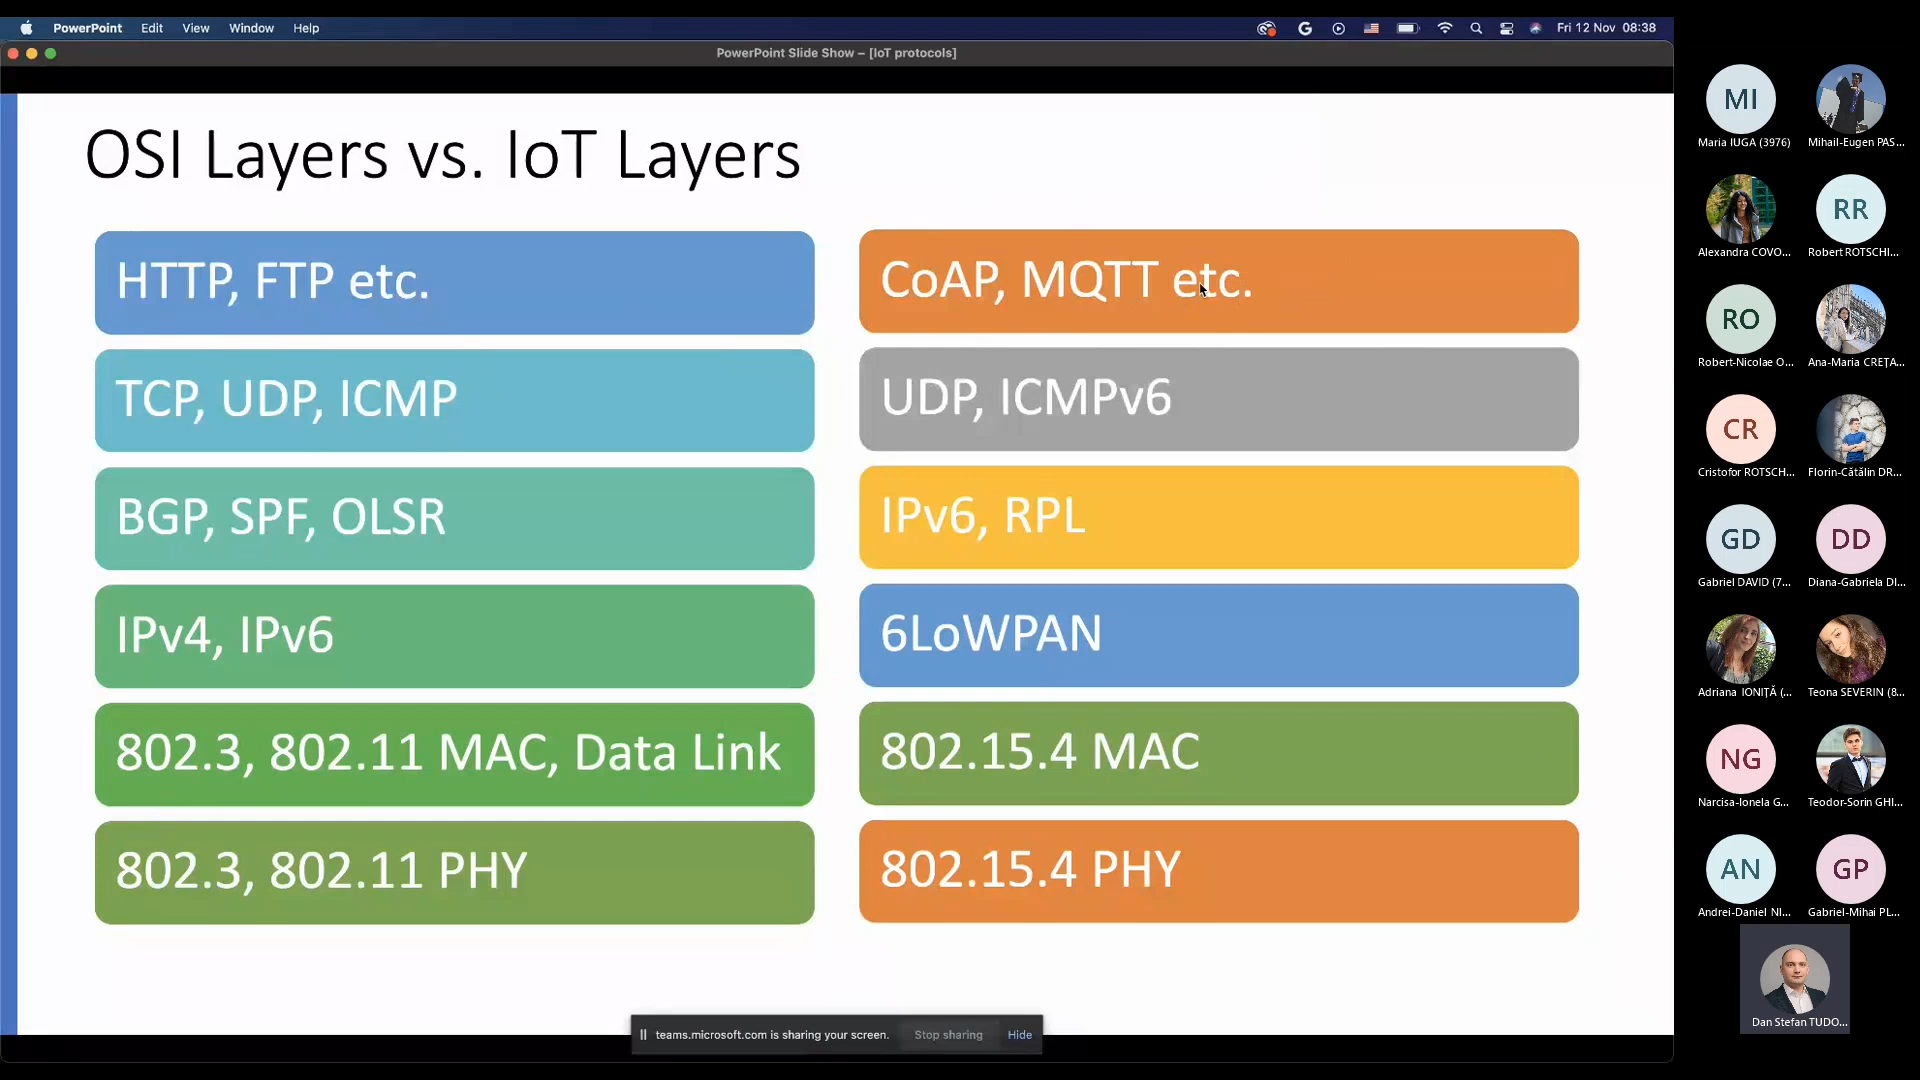 PowerPoint Edit View Window Help
Fri 12 Nov 08:38
PowerPoint Slide Show – [IoT protocols]
OSI Layers vs. IoT Layers
HTTP, FTP etc.
CoAP, MQTT etc.
TCP, UDP, ICMP
UDP, ICMPv6
BGP, SPF, OLSR
IPv6, RPL
IPv4, IPv6
6LoWPAN
802.3, 802.11 MAC, Data Link
802.15.4 MAC
802.3, 802.11 PHY
802.15.4 PHY
teams.microsoft.com is sharing your screen. Stop sharing Hide
MI
Maria IUGA (3976) Mihail-Eugen PAS...
RR
Alexandra COVO... Robert ROTSCHI...
RO
Robert-Nicolae O... Ana-Maria CREȚA...
CR
Cristofor ROTSCH... Florin-Cătălin DR...
GD DD
Gabriel DAVID (7... Diana-Gabriela DI...
Adriana IONIȚĂ (... Teona SEVERIN (8...
NG
Narcisa-Ionela G... Teodor-Sorin GHI...
AN GP
Andrei-Daniel NI... Gabriel-Mihai PL...
Dan Stefan TUDO...